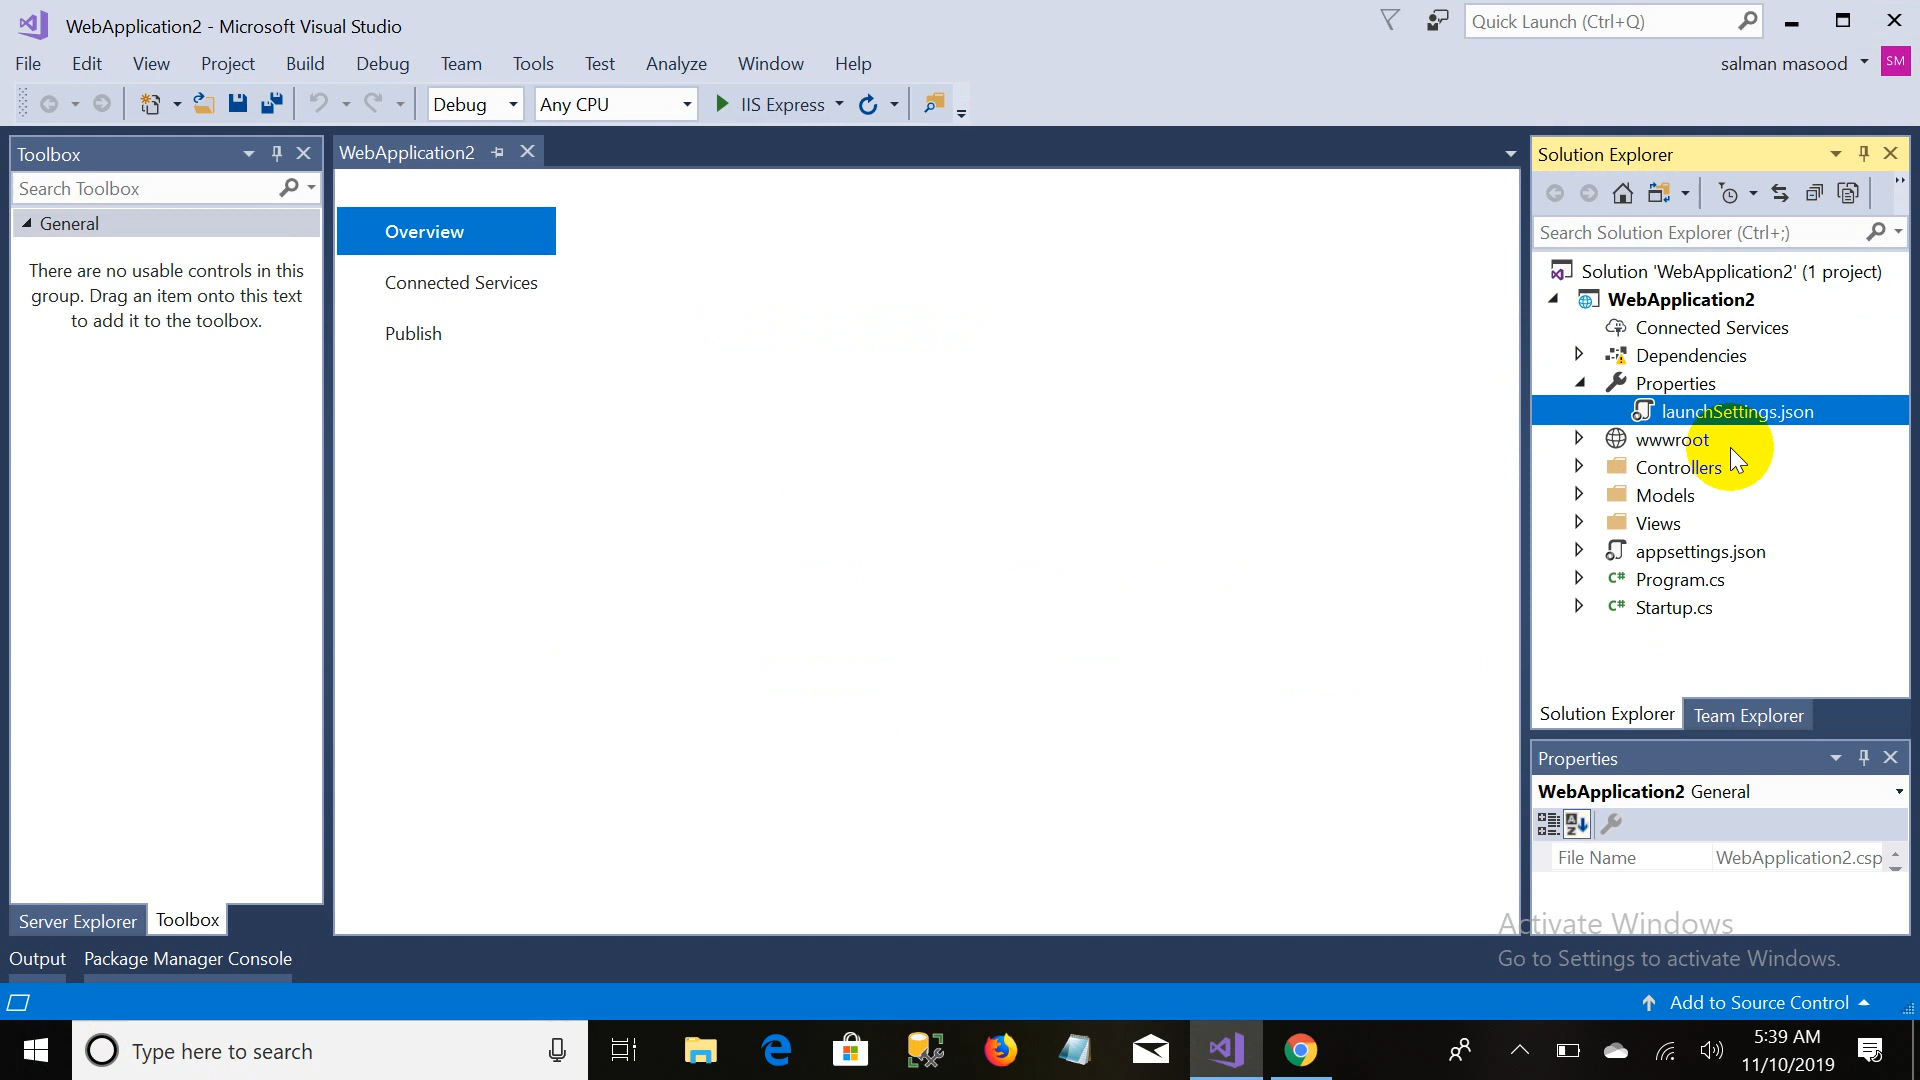 WebApplication2 - Microsoft Visual Studio
Quick Launch (Ctrl+Q)
File Edit View Project Build Debug Team Tools Test Analyze Window Help
salman masood SM
Debug Any CPU IIS Express
Toolbox
Search Toolbox
General
There are no usable controls in this
group. Drag an item onto this text
to add it to the toolbox.
Server Explorer Toolbox
WebApplication2
Overview
Connected Services
Publish
Solution Explorer
Search Solution Explorer (Ctrl+;)
Solution 'WebApplication2' (1 project)
WebApplication2
Connected Services
Dependencies
Properties
launchSettings.json
wwwroot
Controllers
Models
Views
appsettings.json
C# Program.cs
C# Startup.cs
Solution Explorer Team Explorer
Properties
WebApplication2 General
File Name WebApplication2.csp
Activate Windows
Go to Settings to activate Windows.
Output Package Manager Console
Add to Source Control
Type here to search
5:39 AM
11/10/2019